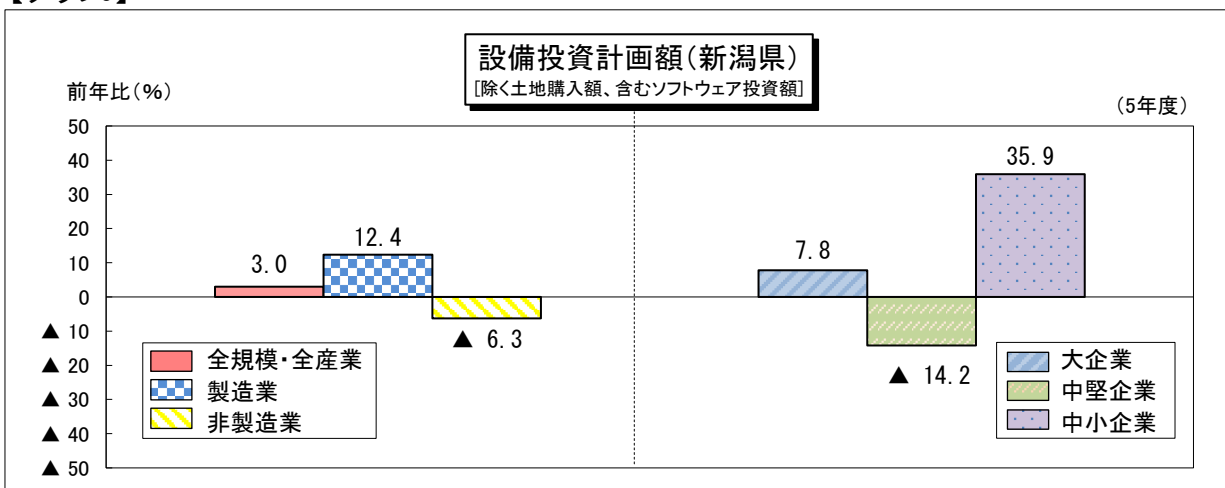 設備投資計画額(新潟県)
[除く土地購入額、含むソフトウェア投資額]
前年比(%)
(5年度)
50
40
30
20
10
0
▲ 10
▲ 20
▲ 30
▲ 40
▲ 50
3.0
12.4
▲ 6.3
7.8
▲ 14.2
35.9
全規模・全産業
製造業
非製造業
大企業
中堅企業
中小企業